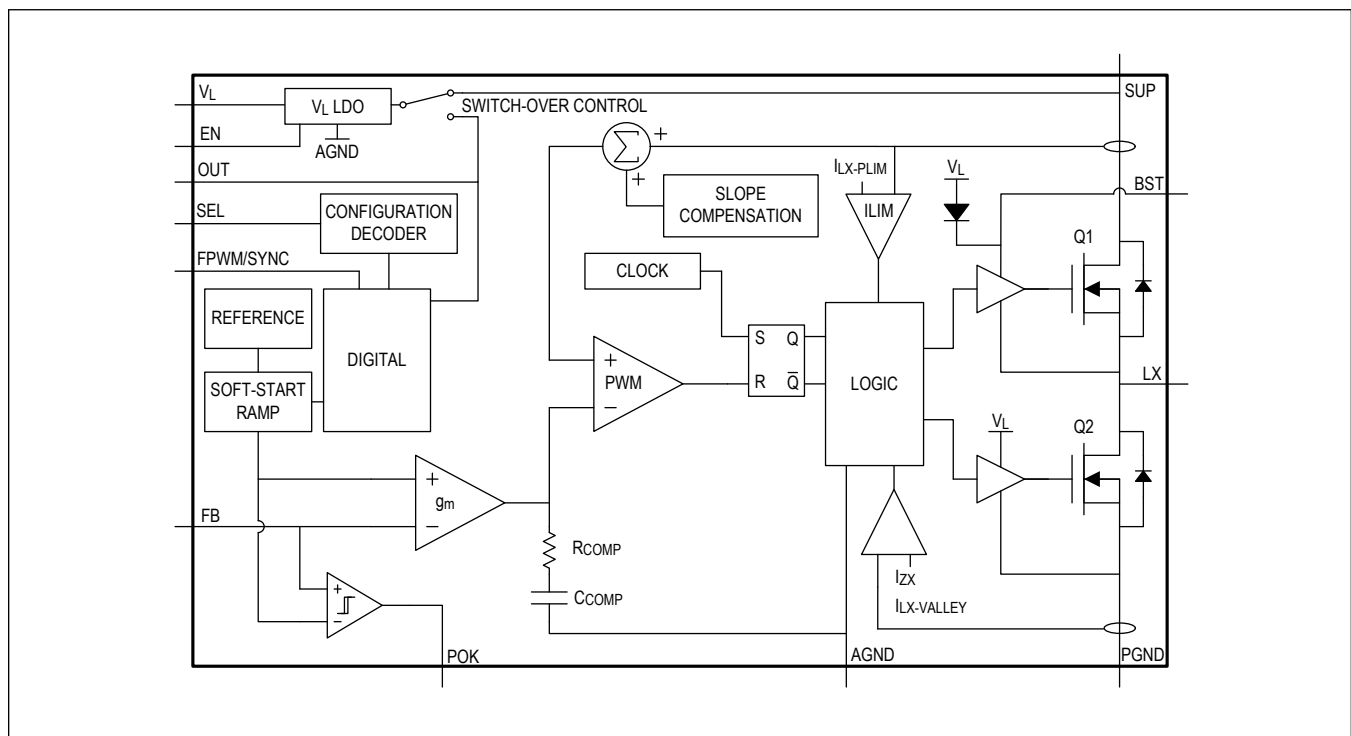 VL
VL LDO
SWITCH-OVER CONTROL
SUP
EN
AGND
OUT
SEL
CONFIGURATION
DECODER
FPWM/SYNC
REFERENCE
DIGITAL
SOFT-START
RAMP
+
gm
−
FB
+
−
POK
RCOMP
CCOMP
Σ
+
+
SLOPE
COMPENSATION
CLOCK
+
PWM
−
S
Q
R
Q̅
ILX-PLIM
ILIM
LOGIC
IZX
ILX-VALLEY
AGND
VL
BST
Q1
LX
VL
Q2
PGND